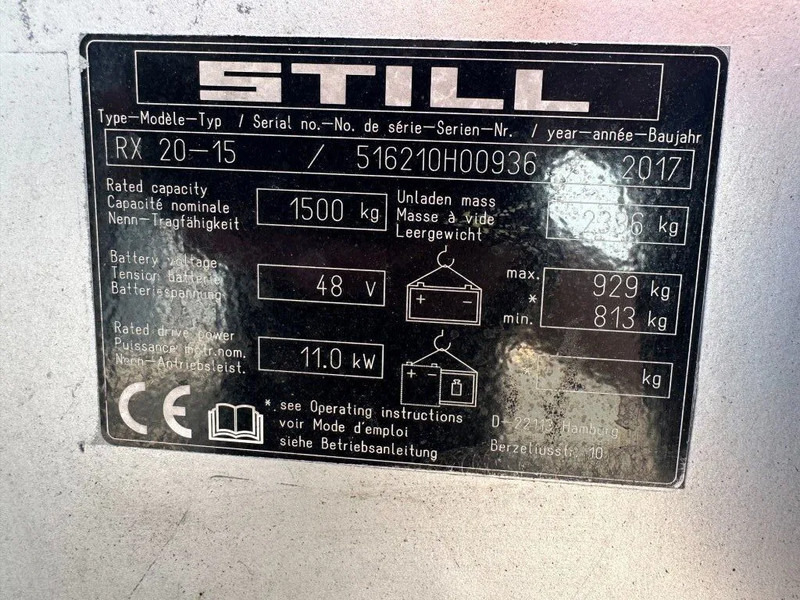 STILL
Type-Modèle-Typ / Serial no.-No. de série-Serien-Nr. / year-année-Baujahr
RX 20-15 / 516210H00936 2017
Rated capacity
Capacité nominale
Nenn-Tragfähigkeit
1500 kg
Unladen mass
Masse à vide
Leergewicht
kg
Battery voltage
Tension batterie
Batteriespannung
48 V
+ -
max. 929 kg
*
min. 813 kg
Rated drive power
Puissance motr.nom.
Nenn-Antriebsleist.
11.0 kW
+ -
kg
CE
*. see Operating instructions
voir Mode d'emploi
siehe Betriebsanleitung
D-22113 Hamburg
Berzeliusstr. 10